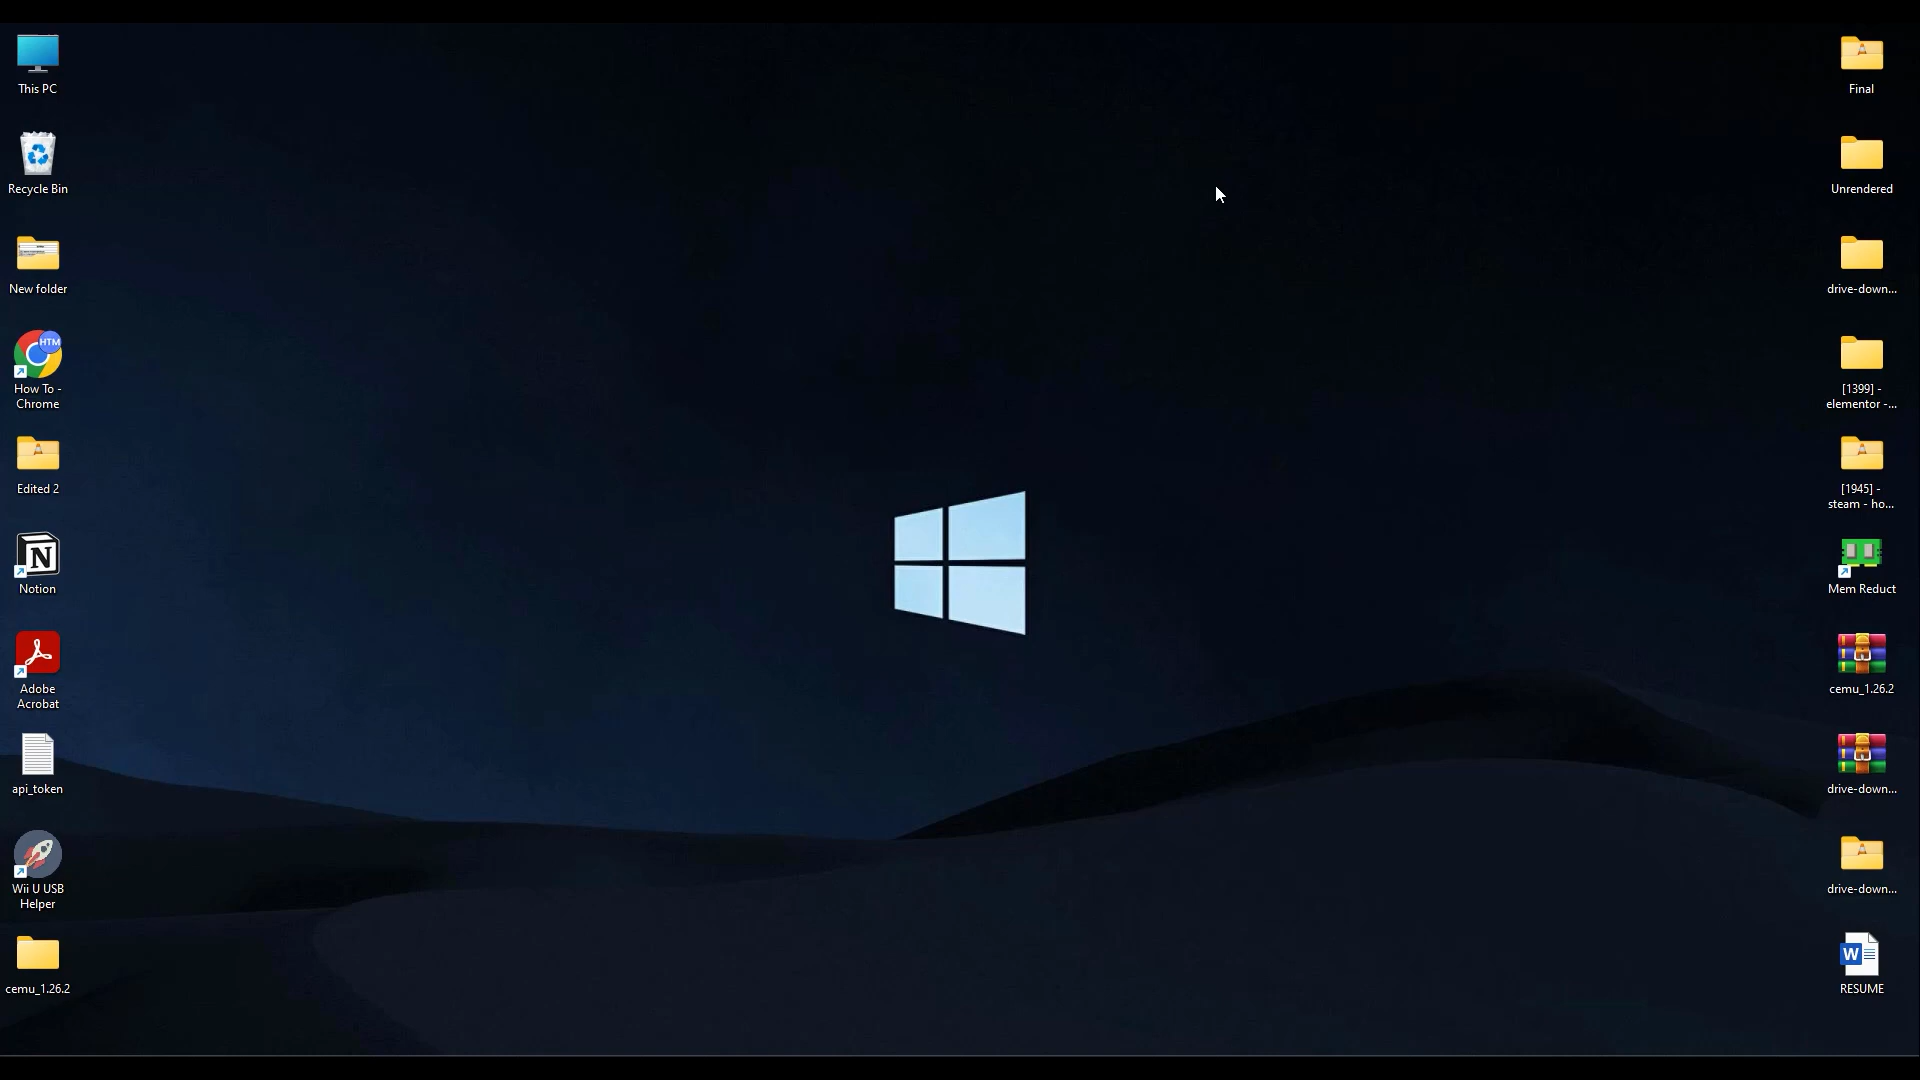 This PC
Recycle Bin
New folder
HTM
How To -
Chrome
Edited 2
N
Notion
Adobe
Acrobat
api_token
Wii U USB
Helper
cemu_1.26.2
Final
Unrendered
drive-down...
[1399] -
elementor -...
[1945] -
steam - ho...
Mem Reduct
cemu_1.26.2
drive-down...
drive-down...
W
RESUME